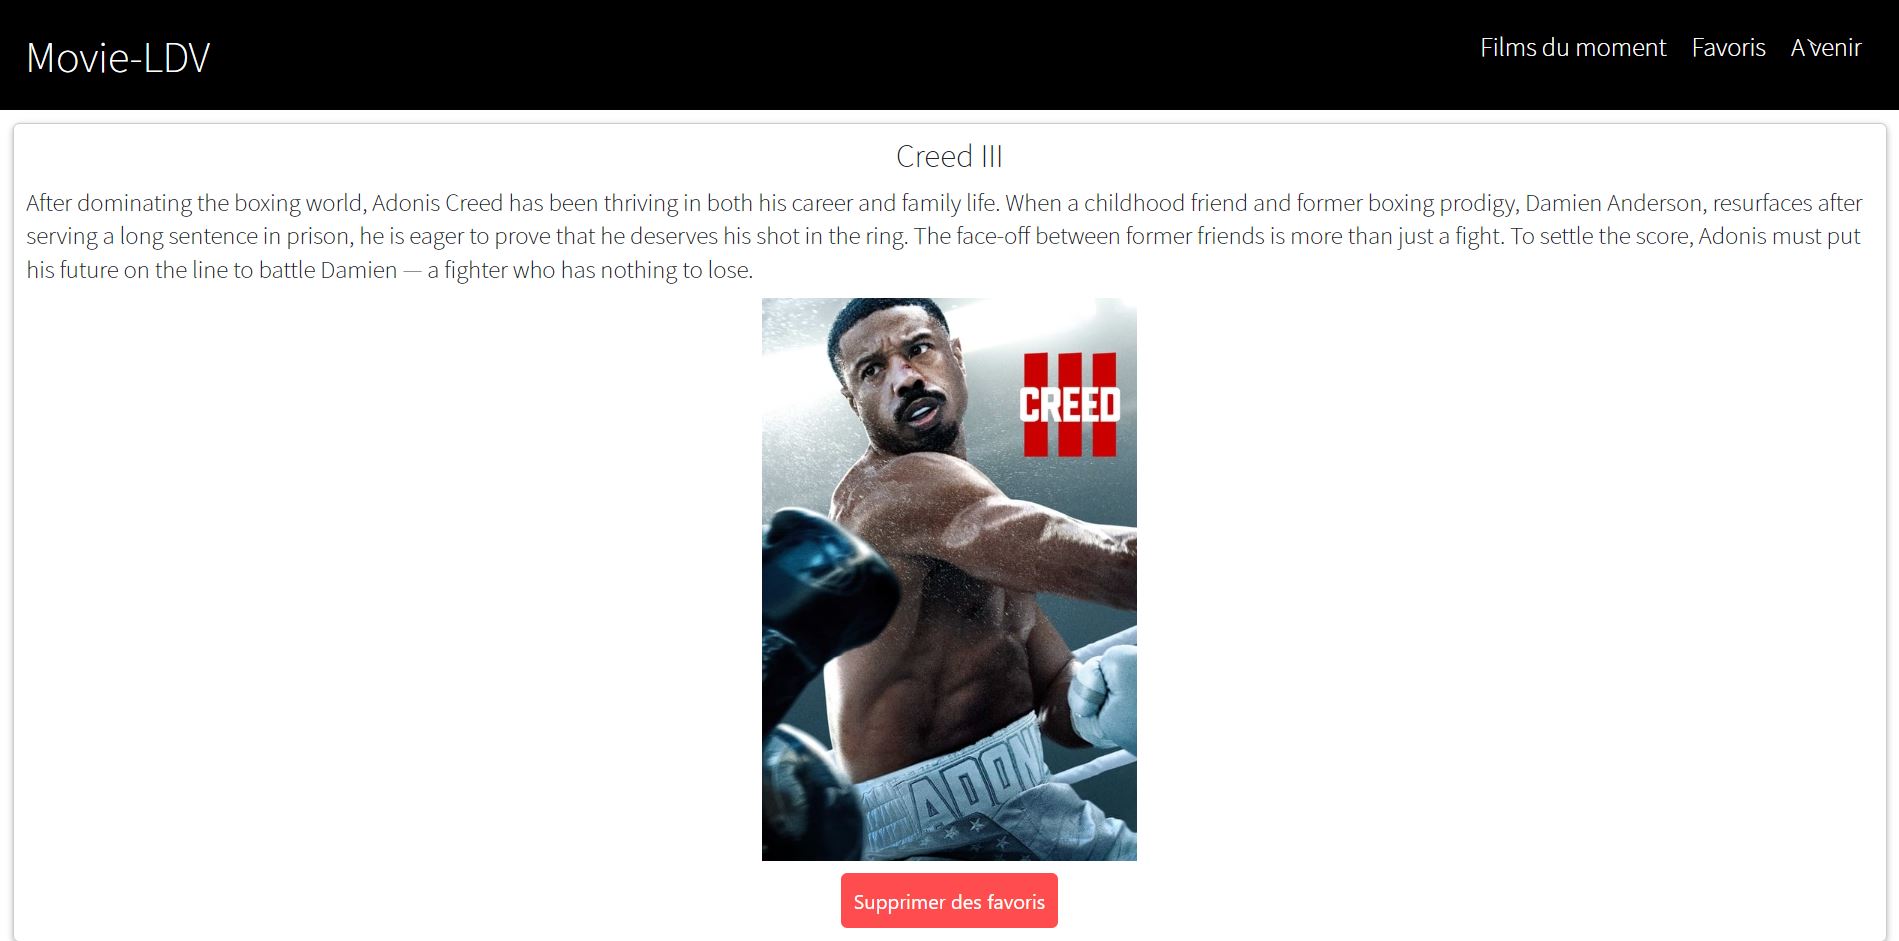 Movie-LDV
Films du moment Favoris A venir
Creed III
After dominating the boxing world, Adonis Creed has been thriving in both his career and family life. When a childhood friend and former boxing prodigy, Damien Anderson, resurfaces after
serving a long sentence in prison, he is eager to prove that he deserves his shot in the ring. The face-off between former friends is more than just a fight. To settle the score, Adonis must put
his future on the line to battle Damien — a fighter who has nothing to lose.
III
CREED
ADON
Supprimer des favoris